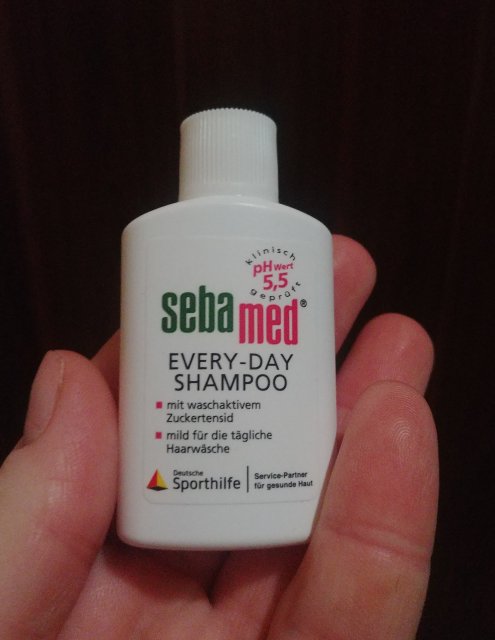 klinisch
pH Wert
5,5
geprüft
sebamed®
EVERY-DAY
SHAMPOO
mit waschaktivem
Zuckertensid
mild für die tägliche
Haarwäsche
Deutsche
Sporthilfe
Service-Partner
für gesunde Haut